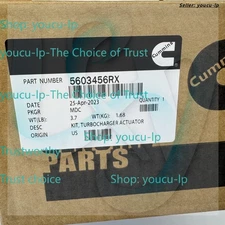 Shop: youcu-lp
youcu-lp-The Choice of Trust
Cummins
PART NUMBER 5603456RX
DATE 25-Apr-2023 QUANTITY 1
PKGR MDC
WT(LB) 3.7 WT(KG) 1.68
DESC KIT, TURBOCHARGER ACTUATOR
ORIGIN US
youcu-lp-The Choice of Trust
PARTS
Shop: youcu-lp